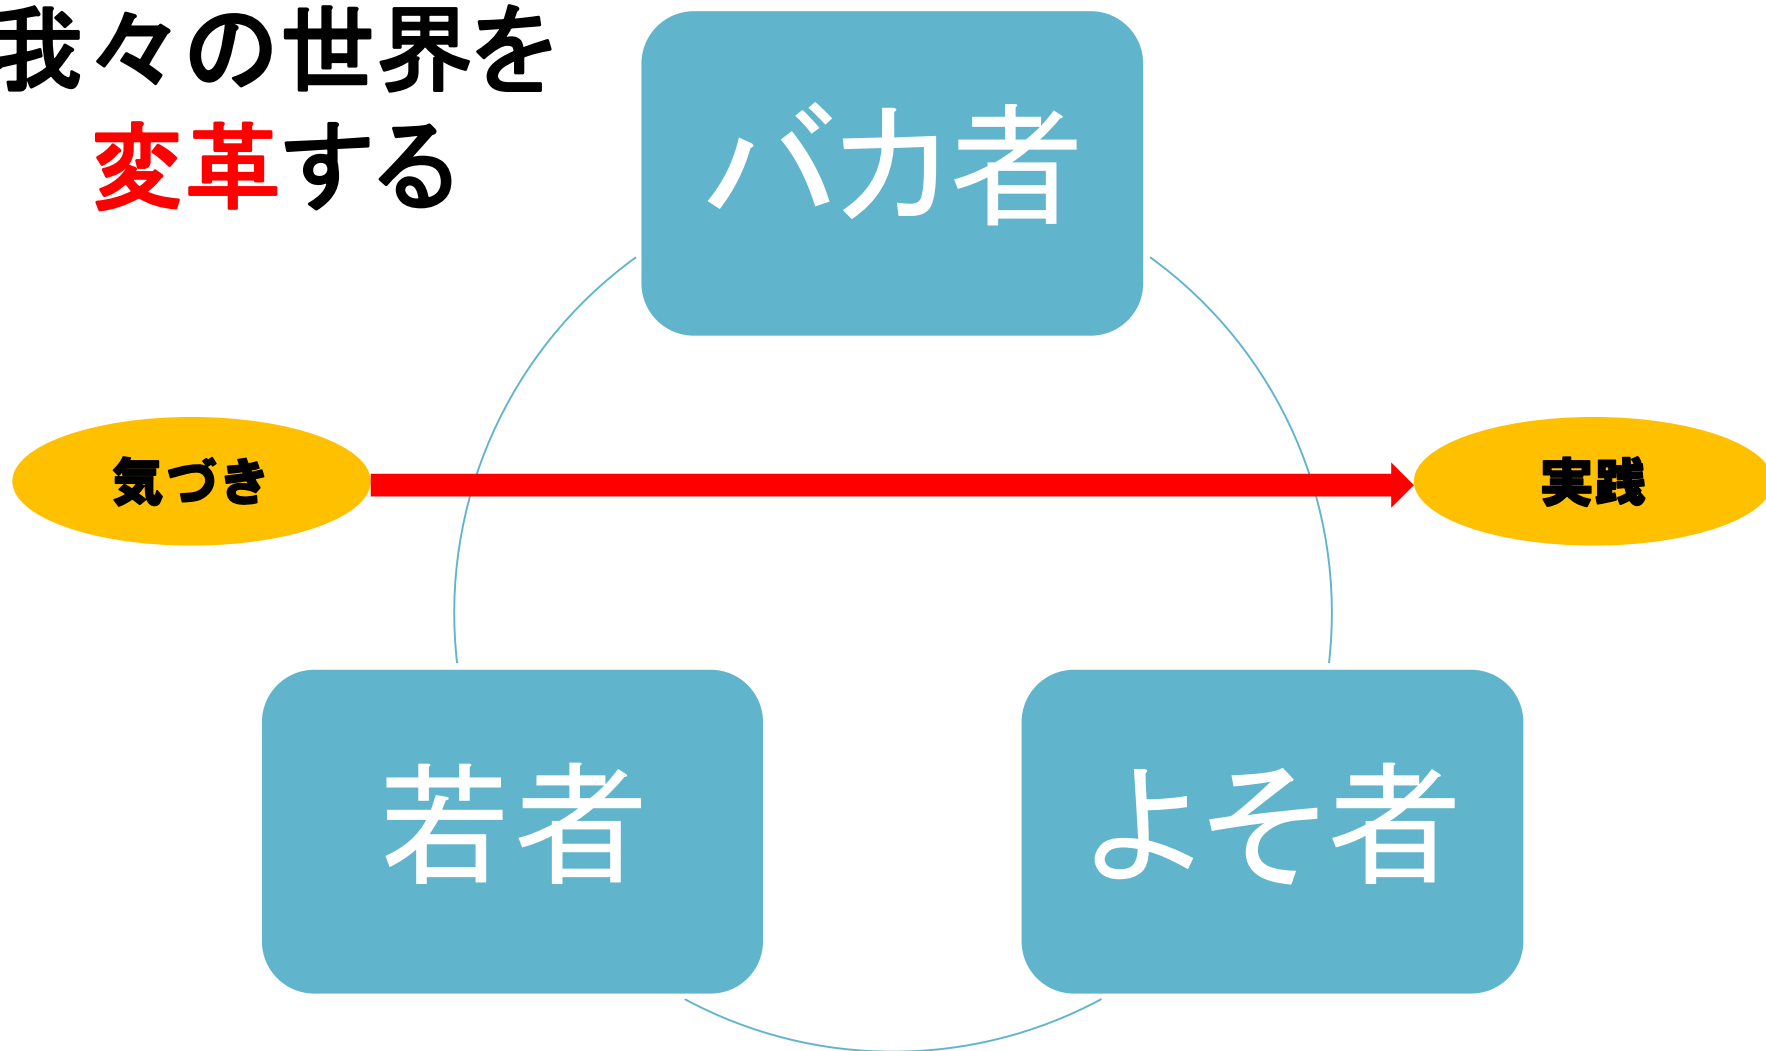 我々の世界を
変革する
バカ者
気づき
実践
若者
よそ者